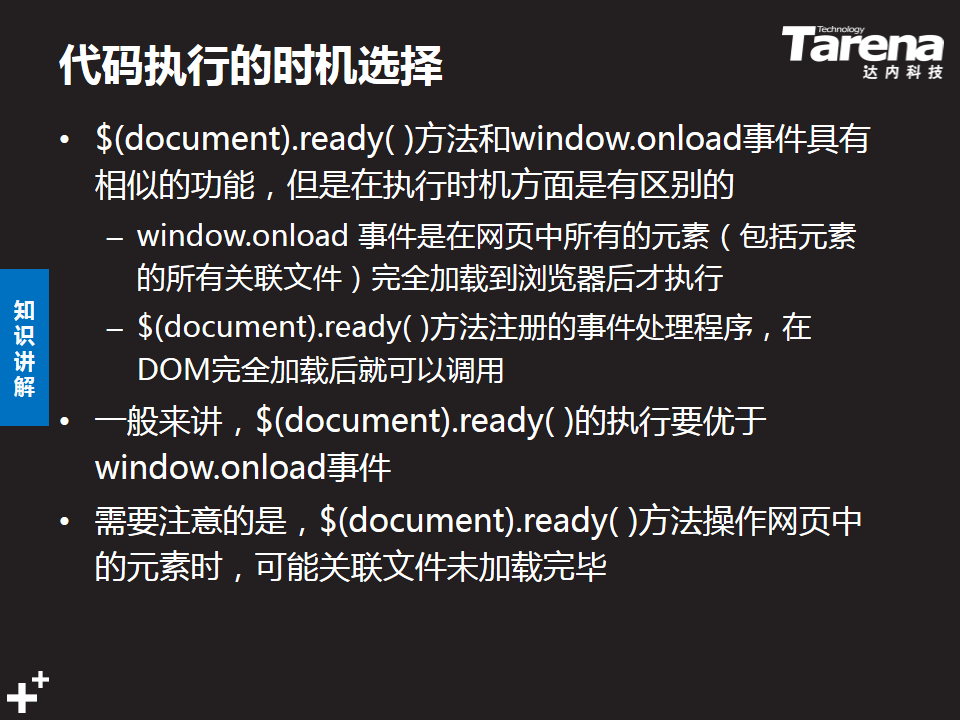 代码执行的时机选择
Technology
Tarena
达内科技
• $(document).ready( )方法和window.onload事件具有
相似的功能，但是在执行时机方面是有区别的
– window.onload 事件是在网页中所有的元素（包括元素
的所有关联文件）完全加载到浏览器后才执行
– $(document).ready( )方法注册的事件处理程序，在
DOM完全加载后就可以调用
• 一般来讲，$(document).ready( )的执行要优于
window.onload事件
• 需要注意的是，$(document).ready( )方法操作网页中
的元素时，可能关联文件未加载完毕
知
识
讲
解